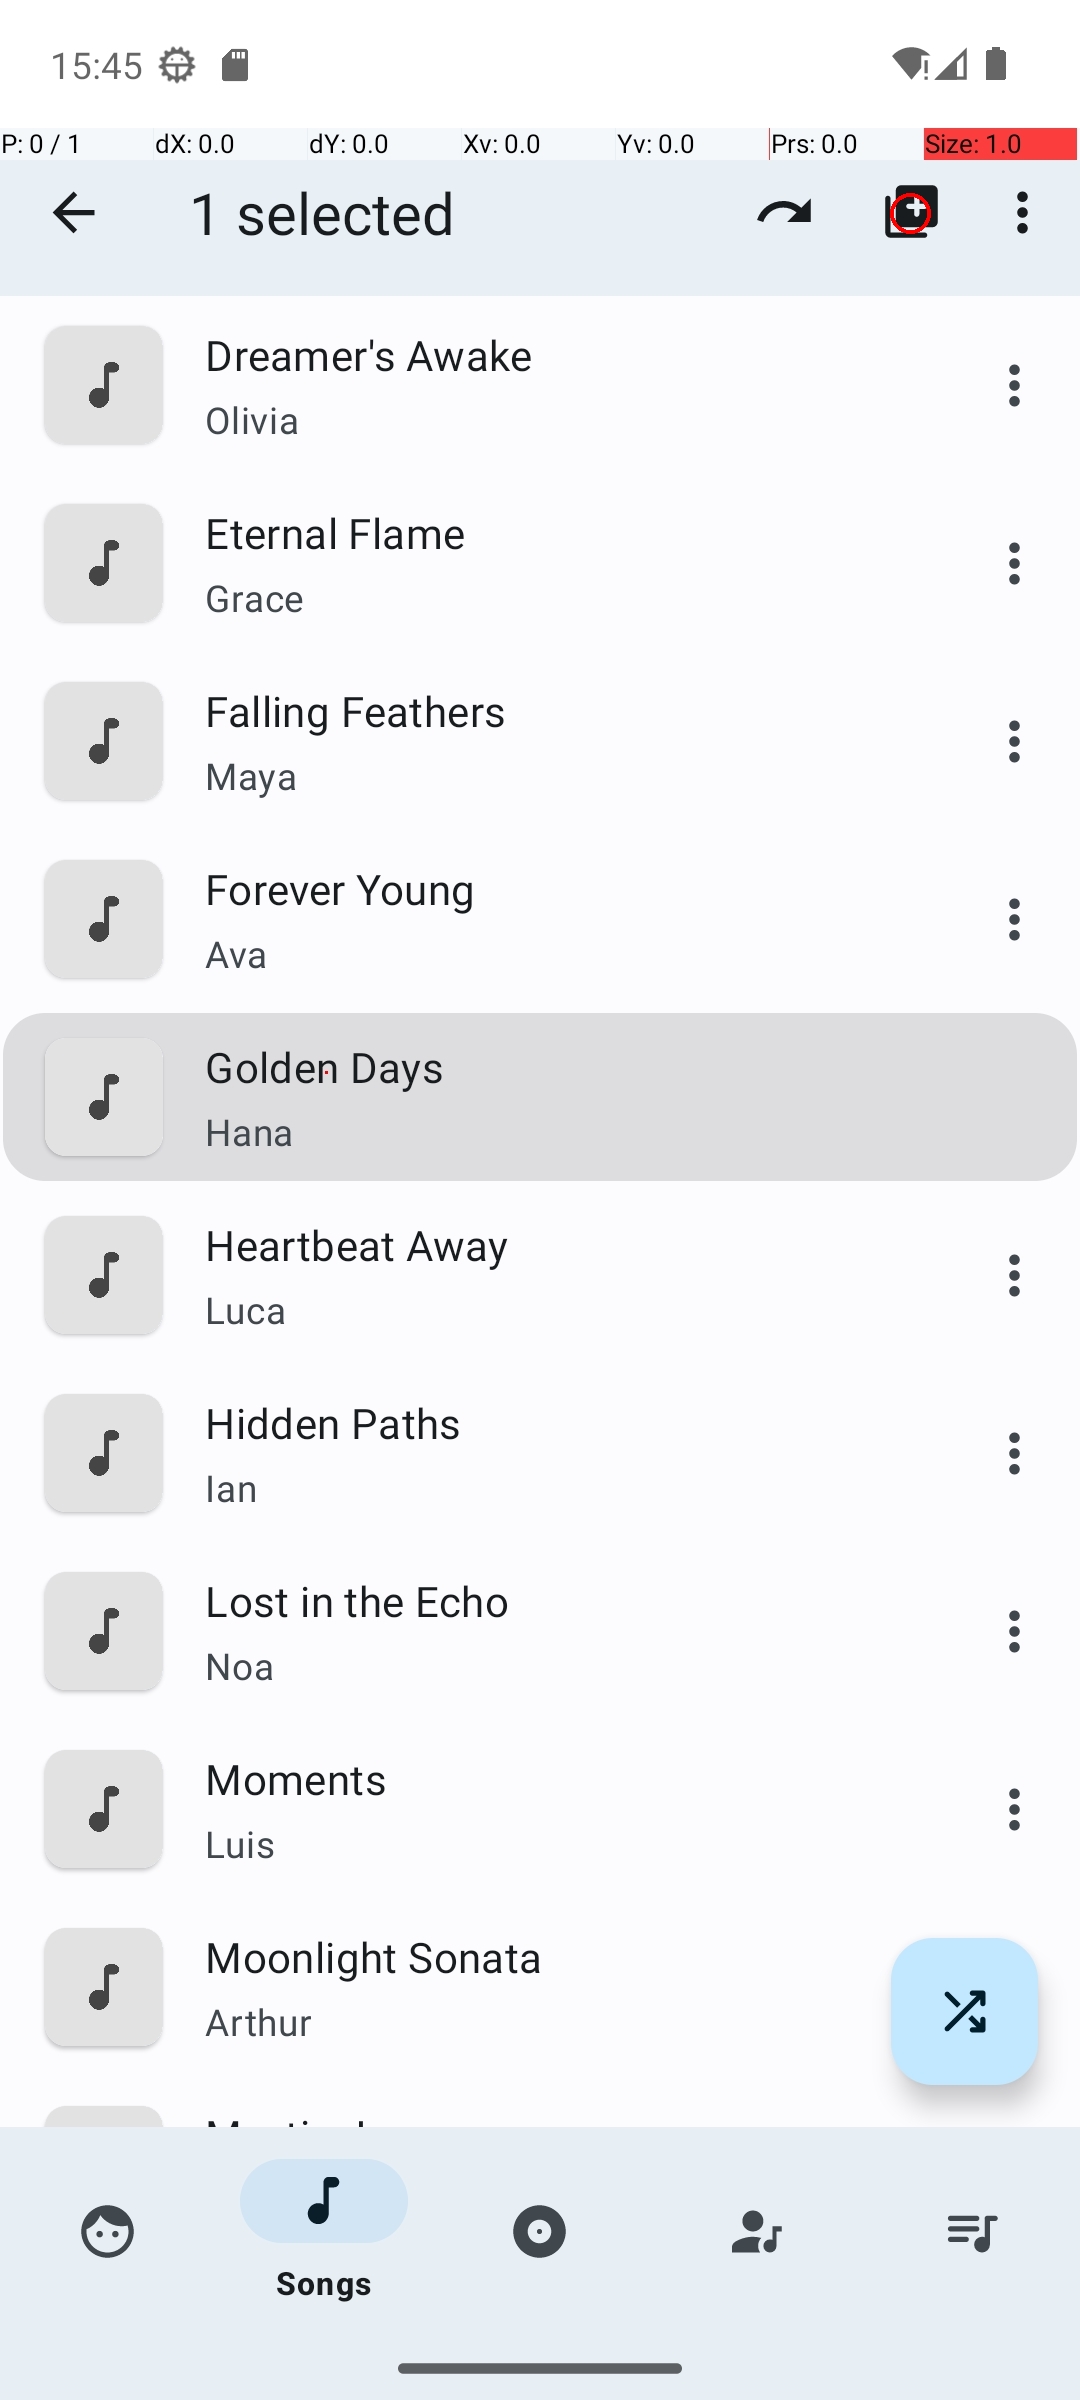 15:45
P: 0 / 1 dX: 0.0 dY: 0.0 Xv: 0.0 Yv: 0.0 Prs: 0.0 Size: 1.0
1 selected
Dreamer's Awake
Olivia
Eternal Flame
Grace
Falling Feathers
Maya
Forever Young
Ava
Golden Days
Hana
Heartbeat Away
Luca
Hidden Paths
Ian
Lost in the Echo
Noa
Moments
Luis
Moonlight Sonata
Arthur
Songs